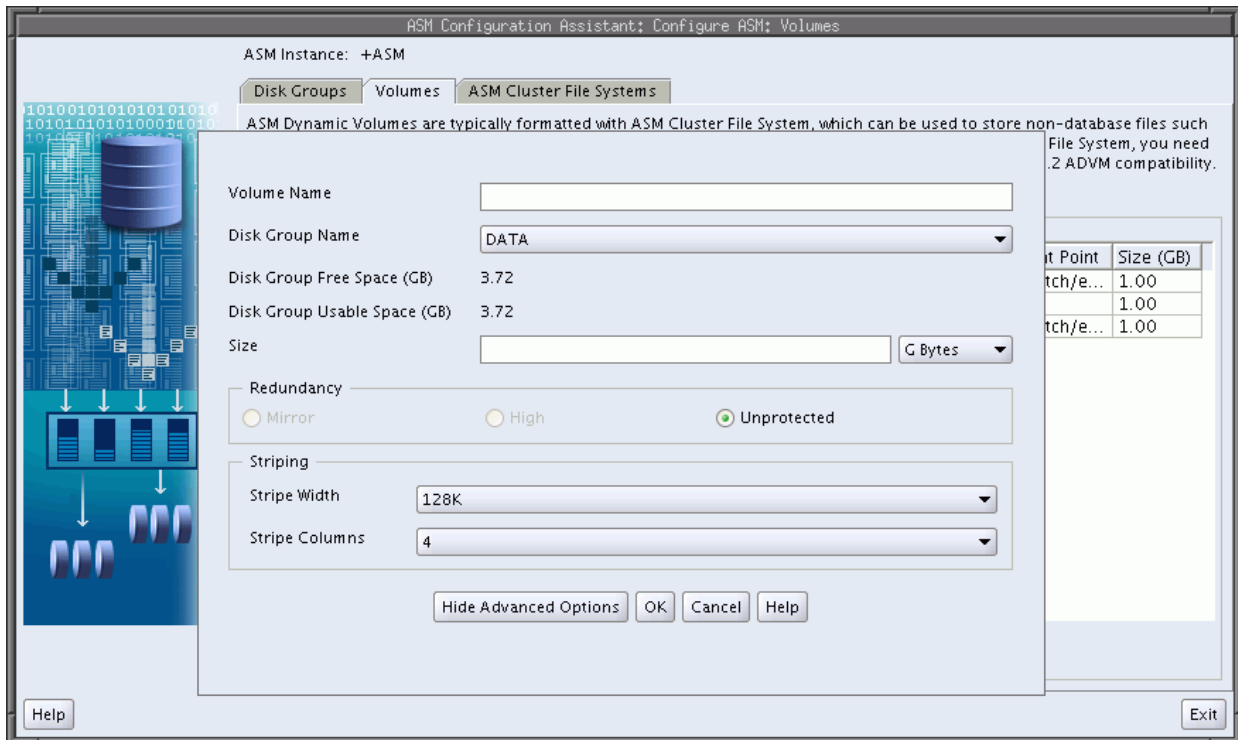 ASM Configuration Assistant: Configure ASM: Volumes
ASM Instance: +ASM
Disk Groups Volumes ASM Cluster File Systems
ASM Dynamic Volumes are typically formatted with ASM Cluster File System, which can be used to store non-database files such
File System, you need
.2 ADVM compatibility.
Volume Name
Disk Group Name DATA
Disk Group Free Space (GB) 3.72
Disk Group Usable Space (GB) 3.72
Size G Bytes
Redundancy
Mirror High Unprotected
Striping
Stripe Width 128K
Stripe Columns 4
Hide Advanced Options OK Cancel Help
t Point Size (GB)
tch/e... 1.00
1.00
tch/e... 1.00
Help Exit